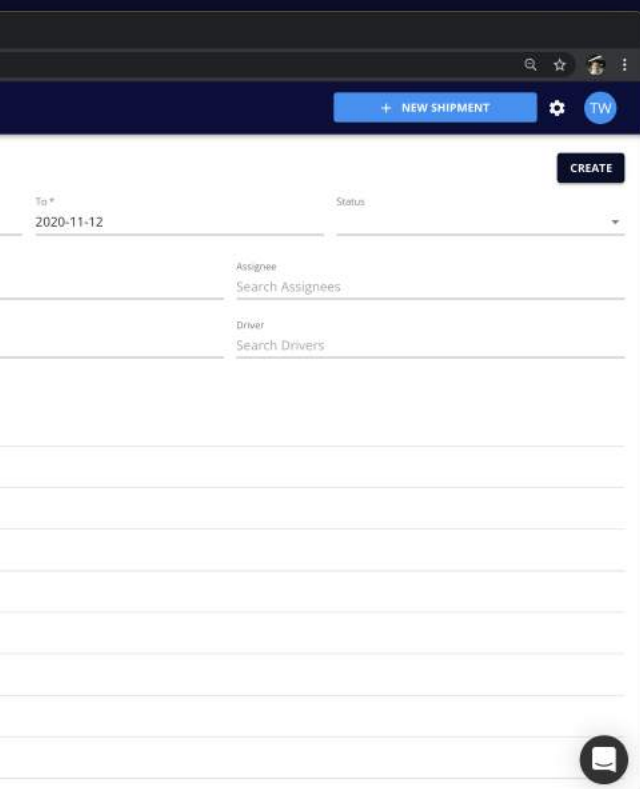 + NEW SHIPMENT
TW
CREATE
To *
2020-11-12
Status
Assignee
Search Assignees
Driver
Search Drivers